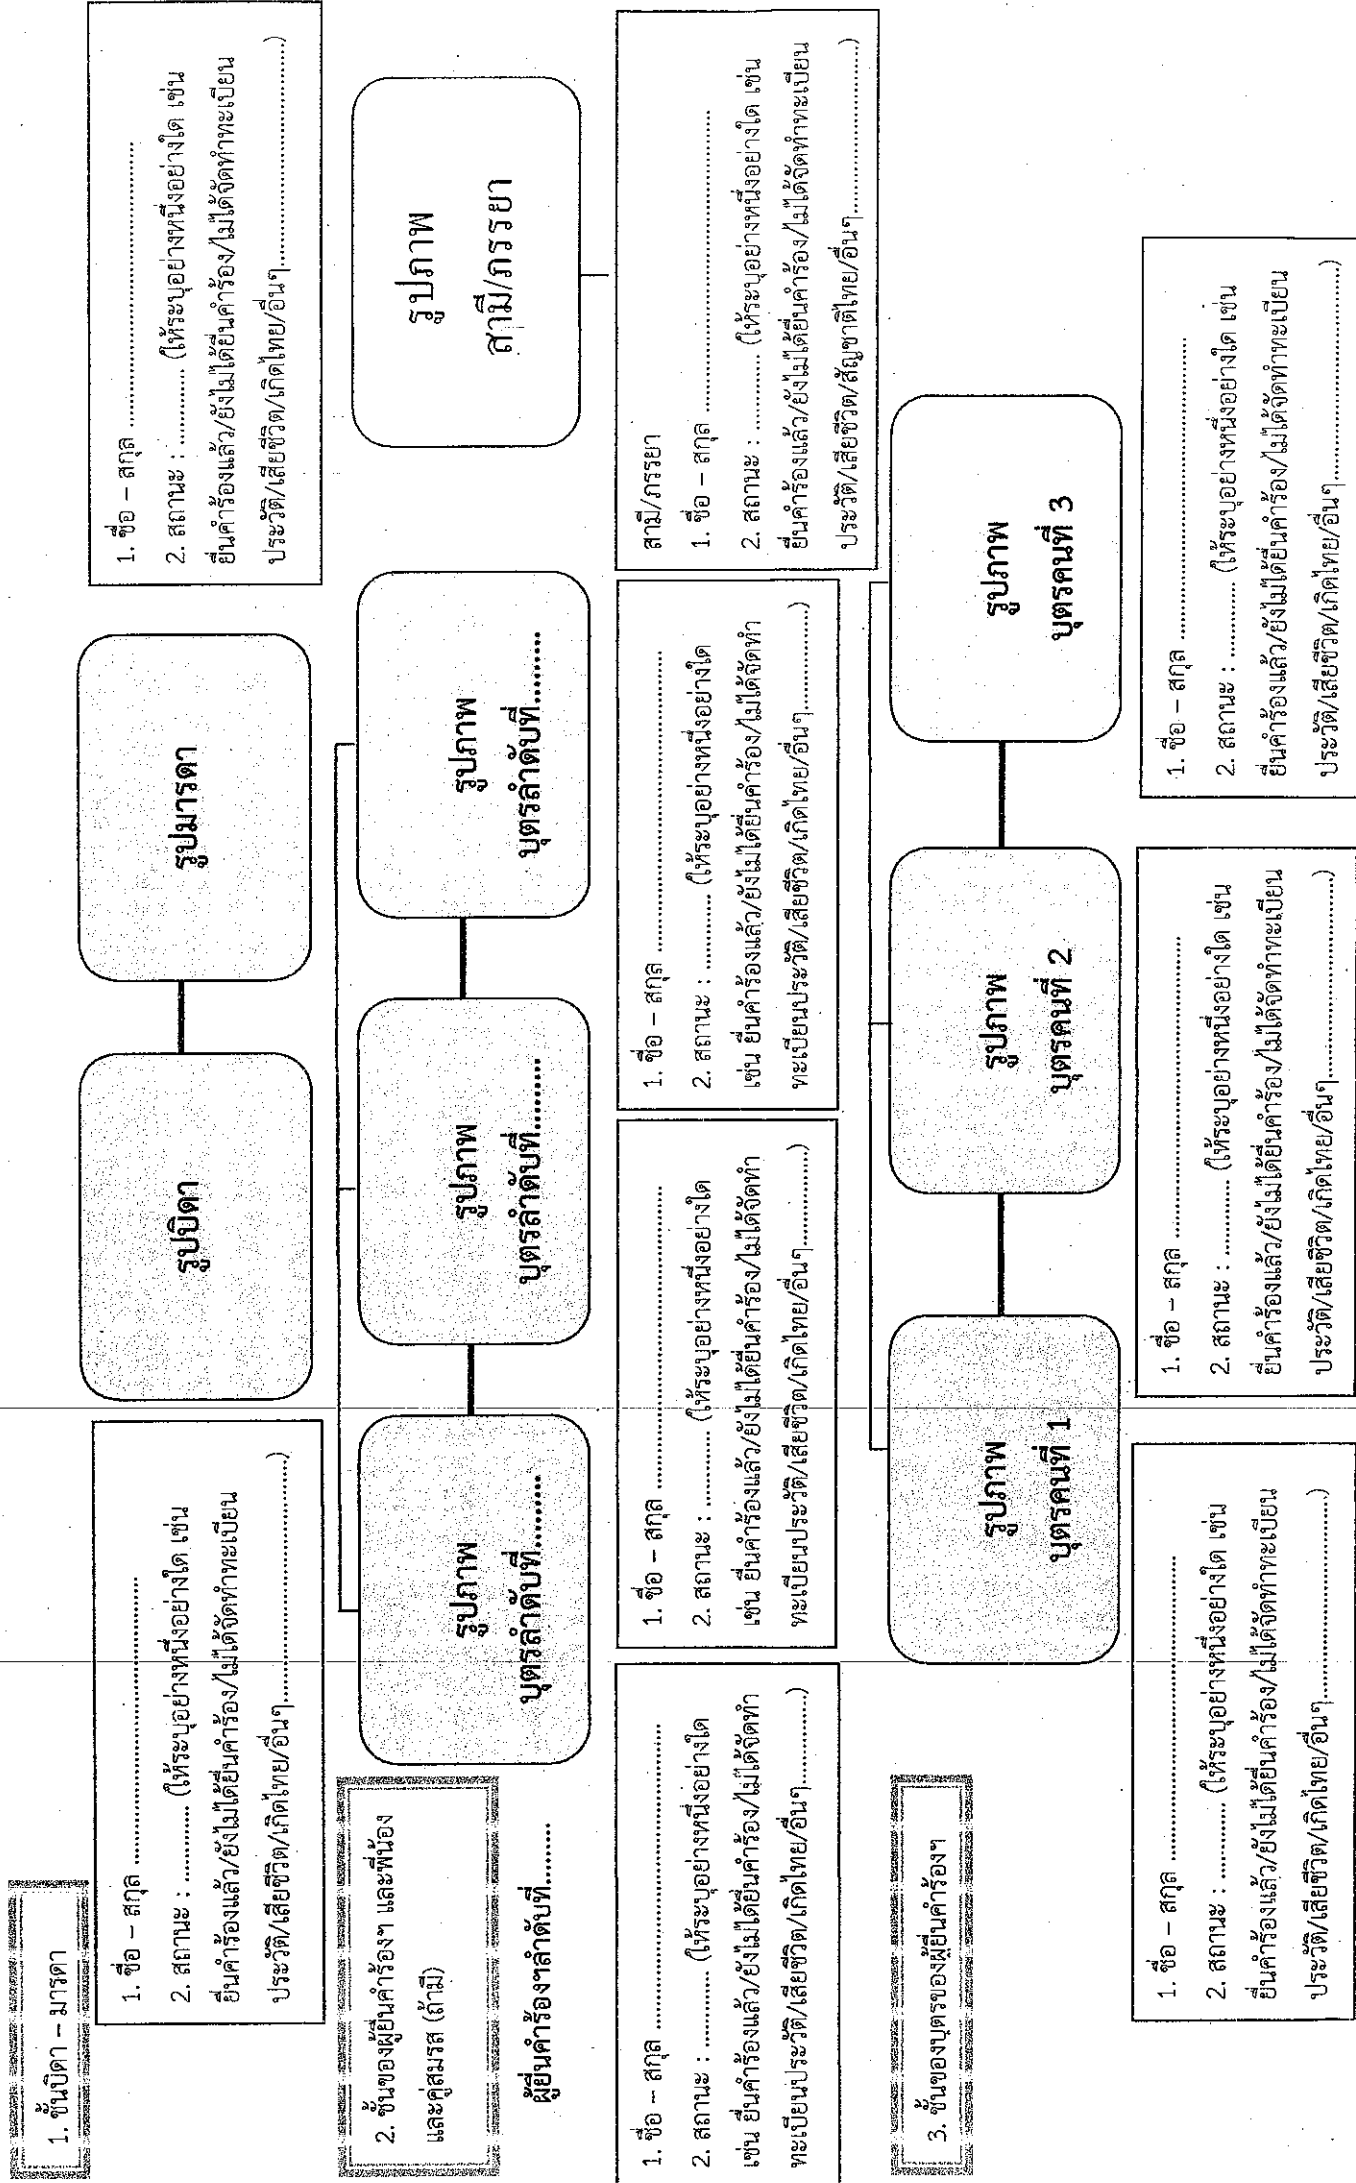 1. ชั้นบิดา – มารดา
1. ชื่อ – สกุล ........................................
2. สถานะ : ............ (ให้ระบุอย่างหนึ่งอย่างใด เช่น
ยื่นคำร้องแล้ว/ยังไม่ได้ยื่นคำร้อง/ไม่ได้จัดทำทะเบียน
ประวัติ/เสียชีวิต/เกิดไทย/อื่นๆ..............................)
รูปบิดา
รูปมารดา
1. ชื่อ – สกุล ........................................
2. สถานะ : ............ (ให้ระบุอย่างหนึ่งอย่างใด เช่น
ยื่นคำร้องแล้ว/ยังไม่ได้ยื่นคำร้อง/ไม่ได้จัดทำทะเบียน
ประวัติ/เสียชีวิต/เกิดไทย/อื่นๆ..............................)
2. ชั้นของผู้ยื่นคำร้องฯ และพี่น้อง
และคู่สมรส (ถ้ามี)
ผู้ยื่นคำร้องฯลำดับที่.........
รูปภาพ
บุตรลำดับที่.........
รูปภาพ
บุตรลำดับที่.........
รูปภาพ
บุตรลำดับที่.........
รูปภาพ
สามี/ภรรยา
1. ชื่อ – สกุล ........................................
2. สถานะ : ............ (ให้ระบุอย่างหนึ่งอย่างใด
เช่น ยื่นคำร้องแล้ว/ยังไม่ได้ยื่นคำร้อง/ไม่ได้จัดทำ
ทะเบียนประวัติ/เสียชีวิต/เกิดไทย/อื่นๆ..............)
1. ชื่อ – สกุล ........................................
2. สถานะ : ............ (ให้ระบุอย่างหนึ่งอย่างใด
เช่น ยื่นคำร้องแล้ว/ยังไม่ได้ยื่นคำร้อง/ไม่ได้จัดทำ
ทะเบียนประวัติ/เสียชีวิต/เกิดไทย/อื่นๆ..............)
1. ชื่อ – สกุล ........................................
2. สถานะ : ............ (ให้ระบุอย่างหนึ่งอย่างใด
เช่น ยื่นคำร้องแล้ว/ยังไม่ได้ยื่นคำร้อง/ไม่ได้จัดทำ
ทะเบียนประวัติ/เสียชีวิต/เกิดไทย/อื่นๆ..............)
สามี/ภรรยา
1. ชื่อ – สกุล ........................................
2. สถานะ : ............ (ให้ระบุอย่างหนึ่งอย่างใด เช่น
ยื่นคำร้องแล้ว/ยังไม่ได้ยื่นคำร้อง/ไม่ได้จัดทำทะเบียน
ประวัติ/เสียชีวิต/สัญชาติไทย/อื่นๆ.........................)
3. ชั้นของบุตรของผู้ยื่นคำร้องฯ
รูปภาพ
บุตรคนที่ 1
รูปภาพ
บุตรคนที่ 2
รูปภาพ
บุตรคนที่ 3
1. ชื่อ – สกุล ........................................
2. สถานะ : ............ (ให้ระบุอย่างหนึ่งอย่างใด เช่น
ยื่นคำร้องแล้ว/ยังไม่ได้ยื่นคำร้อง/ไม่ได้จัดทำทะเบียน
ประวัติ/เสียชีวิต/เกิดไทย/อื่นๆ..............................)
1. ชื่อ – สกุล ........................................
2. สถานะ : ............ (ให้ระบุอย่างหนึ่งอย่างใด เช่น
ยื่นคำร้องแล้ว/ยังไม่ได้ยื่นคำร้อง/ไม่ได้จัดทำทะเบียน
ประวัติ/เสียชีวิต/เกิดไทย/อื่นๆ..............................)
1. ชื่อ – สกุล ........................................
2. สถานะ : ............ (ให้ระบุอย่างหนึ่งอย่างใด เช่น
ยื่นคำร้องแล้ว/ยังไม่ได้ยื่นคำร้อง/ไม่ได้จัดทำทะเบียน
ประวัติ/เสียชีวิต/เกิดไทย/อื่นๆ..............................)